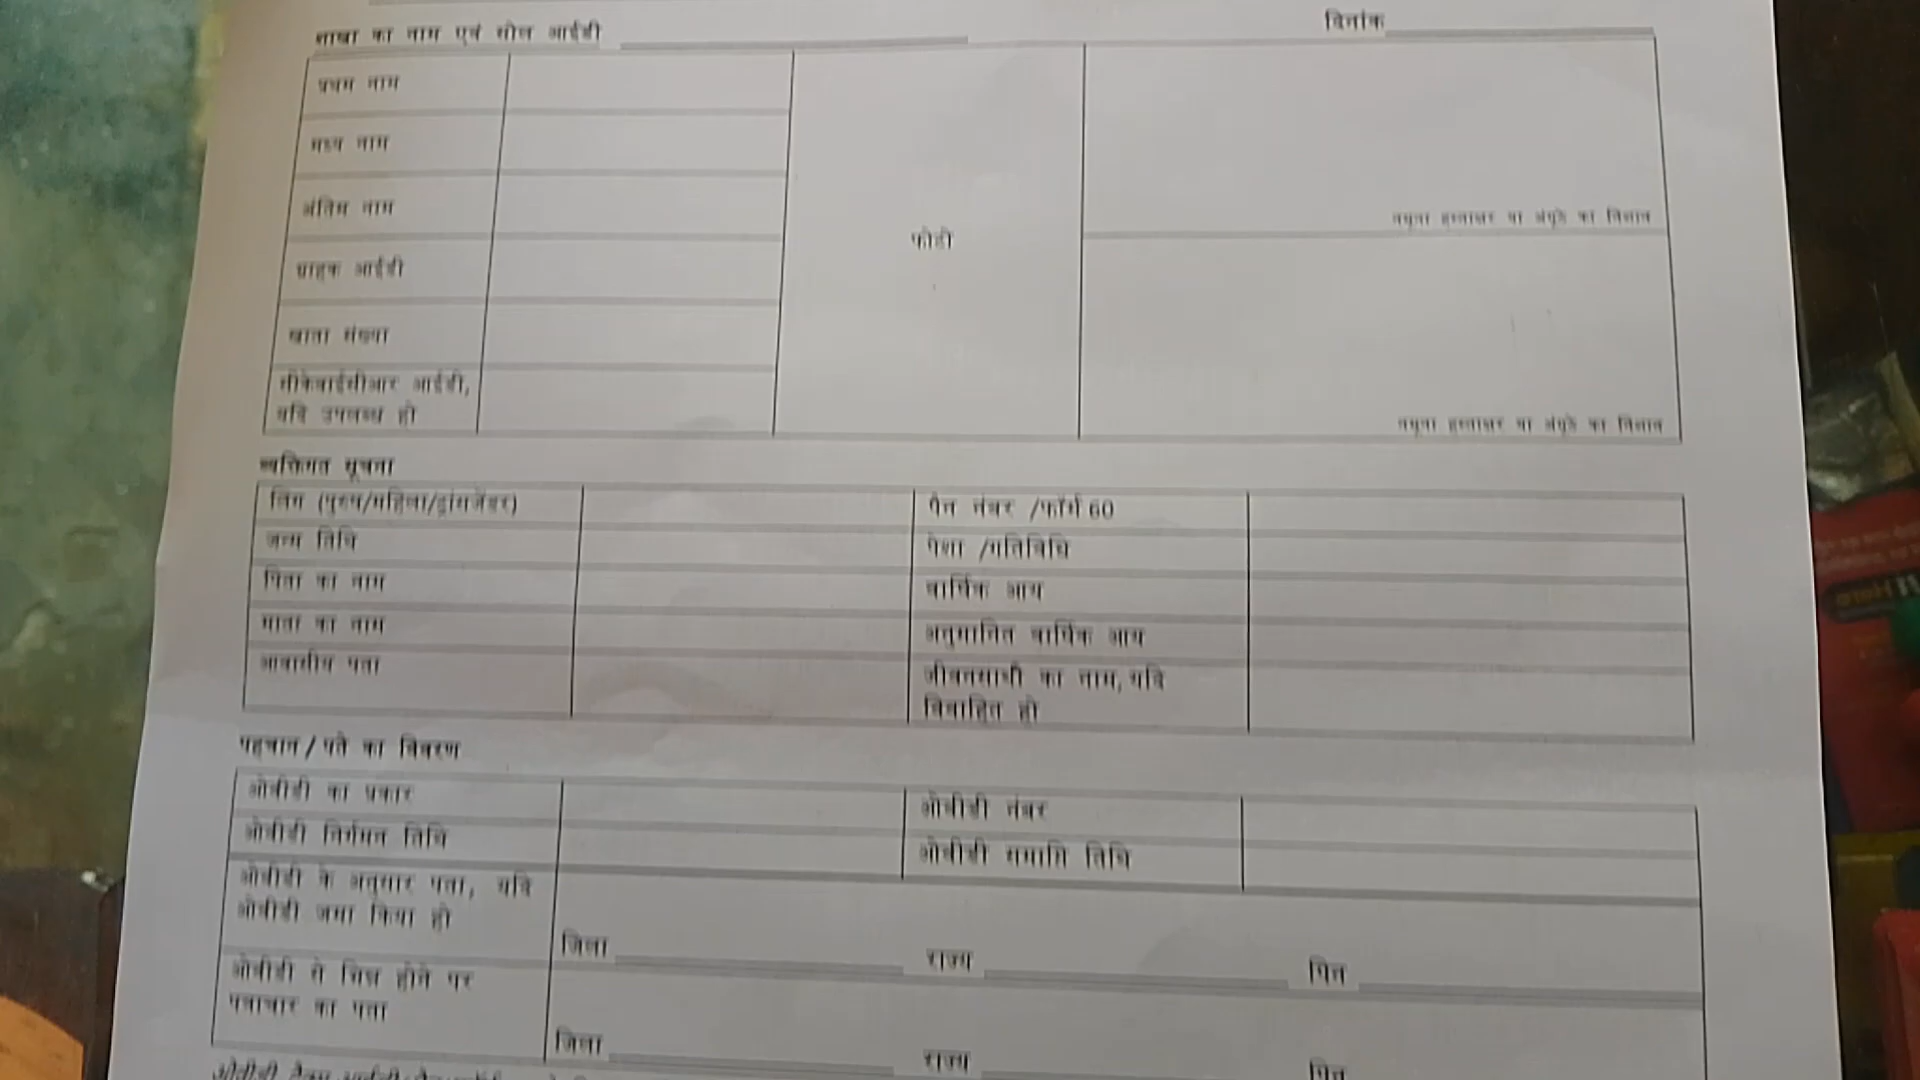 शाखा का नाम एवं सोल आईडी दिनांक
प्रथम नाम
मध्य नाम
अंतिम नाम
ग्राहक आईडी
खाता संख्या
सीकेवाईसीआर आईडी,
यदि उपलब्ध हो
फोटो
नमूना हस्ताक्षर या अंगूठे का निशान
नमूना हस्ताक्षर या अंगूठे का निशान
व्यक्तिगत सूचना
लिंग (पुरुष/महिला/ट्रांसजेंडर)
पैन नंबर /फॉर्म 60
जन्म तिथि
पेशा /गतिविधि
पिता का नाम
वार्षिक आय
माता का नाम
अनुमानित वार्षिक आय
आवासीय पता
जीवनसाथी का नाम, यदि
विवाहित हो
पहचान / पते का विवरण
ओवीडी का प्रकार
ओवीडी नंबर
ओवीडी निर्गमन तिथि
ओवीडी समाप्ति तिथि
ओवीडी के अनुसार पता, यदि
ओवीडी जमा किया हो
जिला राज्य पिन
ओवीडी से भिन्न होने पर
पत्राचार का पता
जिला राज्य पिन